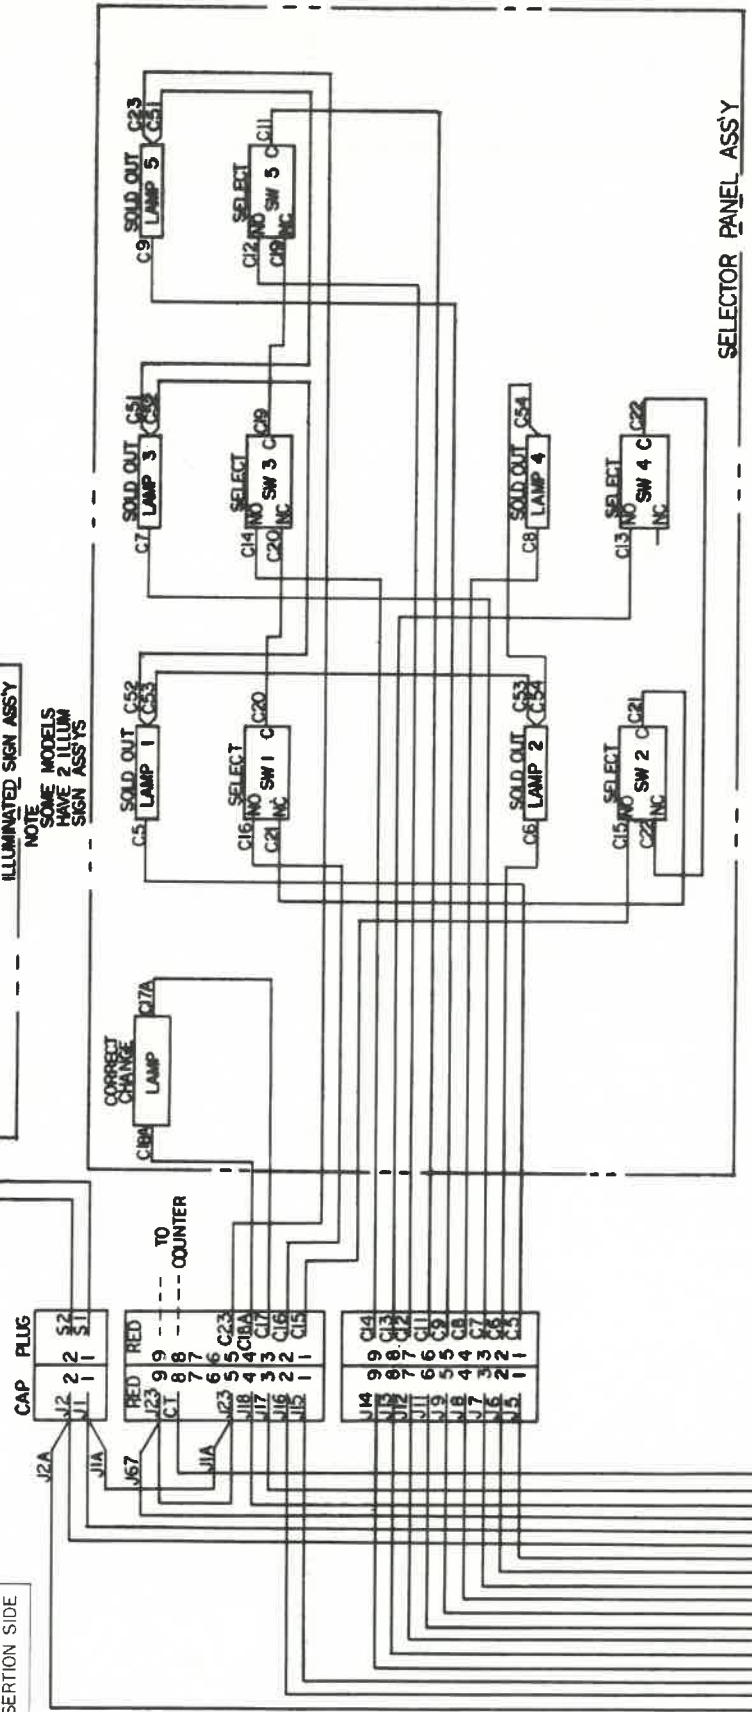 SERTION SIDE
ILLUMINATED SIGN ASS'Y
NOTE
SOME MODELS
HAVE 2 ILLUM
SIGN ASS'YS
SELECTOR PANEL ASS'Y
CORRECT
CHANGE
LAMP
C18A
C17A
SOLD OUT
LAMP 1
C5
C52
C53
SELECT
SW 1
NO
NC
C
C16
C21
C20
SOLD OUT
LAMP 3
C7
C51
C52
SELECT
SW 3
NO
NC
C
C14
C20
C19
SOLD OUT
LAMP 5
C9
C23
C51
SELECT
SW 5
NO
NC
C
C12
C19
C11
SOLD OUT
LAMP 2
C6
C53
C54
SELECT
SW 2
NO
NC
C
C15
C22
C21
SOLD OUT
LAMP 4
C8
C54
SELECT
SW 4
NO
NC
C
C13
C22
CAP PLUG
J2 2 2 S2
J1 1 1 S1
J2A
J1A
J67
J1A
RED RED
J23 9 9
CT 8 8
7 7
6 6
J23 5 5 C23
J18 4 4 C18A
J17 3 3 C17
J16 2 2 C16
J15 1 1 C15
TO
COUNTER
J14 9 9 C14
J13 8 8 C13
J12 7 7 C12
J11 6 6 C11
J9 5 5 C9
J8 4 4 C8
J7 3 3 C7
J6 2 2 C6
J5 1 1 C5